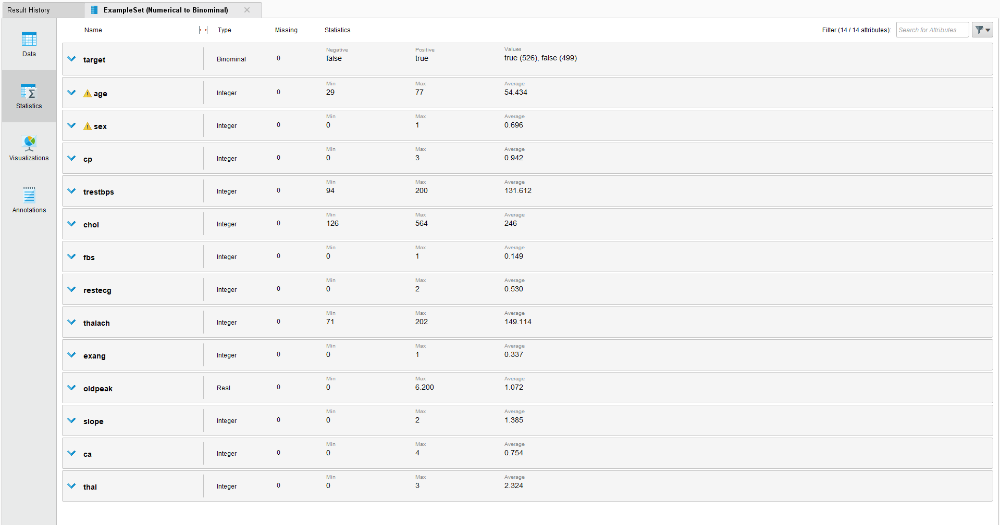 Result History
ExampleSet (Numerical to Binominal)
Name Type Missing Statistics Filter (14 / 14 attributes): Search for Attributes
Data
Statistics
Visualizations
Annotations
Negative Positive Values
target Binominal 0 false true true (526), false (499)
Min Max Average
age Integer 0 29 77 54.434
Min Max Average
sex Integer 0 0 1 0.696
Min Max Average
cp Integer 0 0 3 0.942
Min Max Average
trestbps Integer 0 94 200 131.612
Min Max Average
chol Integer 0 126 564 246
Min Max Average
fbs Integer 0 0 1 0.149
Min Max Average
restecg Integer 0 0 2 0.530
Min Max Average
thalach Integer 0 71 202 149.114
Min Max Average
exang Integer 0 0 1 0.337
Min Max Average
oldpeak Real 0 0 6.200 1.072
Min Max Average
slope Integer 0 0 2 1.385
Min Max Average
ca Integer 0 0 4 0.754
Min Max Average
thal Integer 0 0 3 2.324